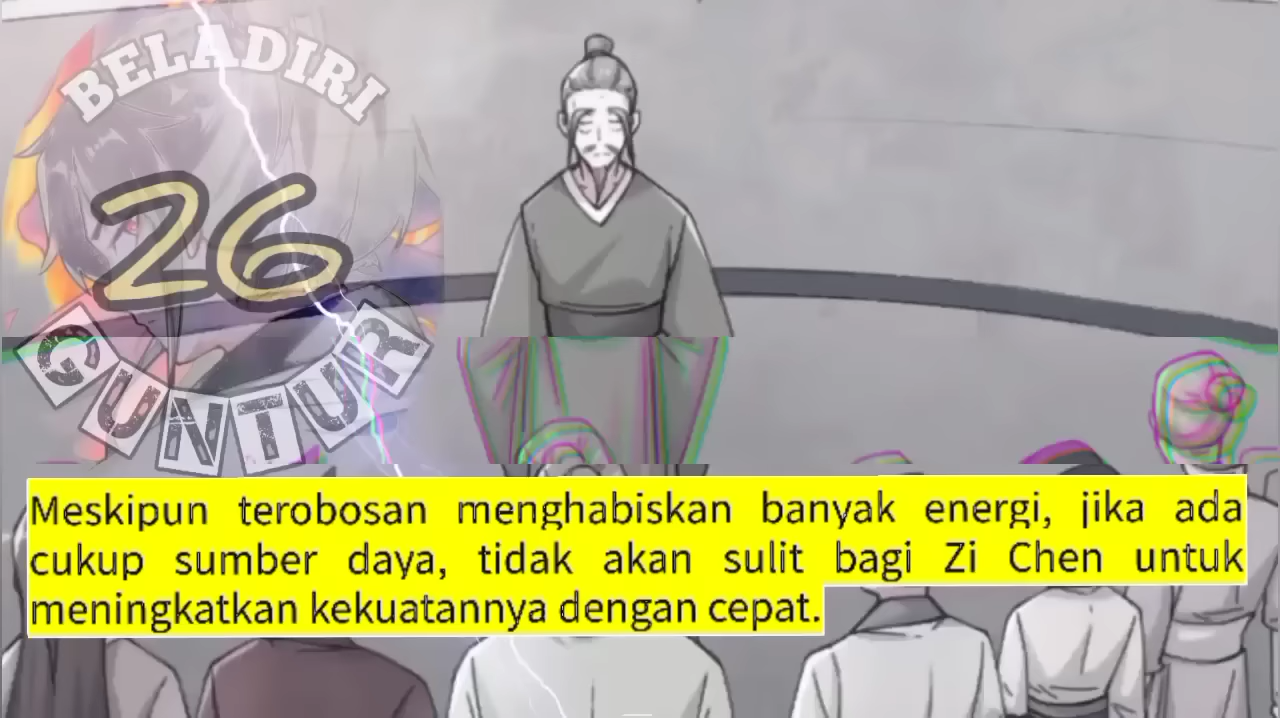 BELADIRI
26
GUNTUR
Meskipun terobosan menghabiskan banyak energi, jika ada
cukup sumber daya, tidak akan sulit bagi Zi Chen untuk
meningkatkan kekuatannya dengan cepat.